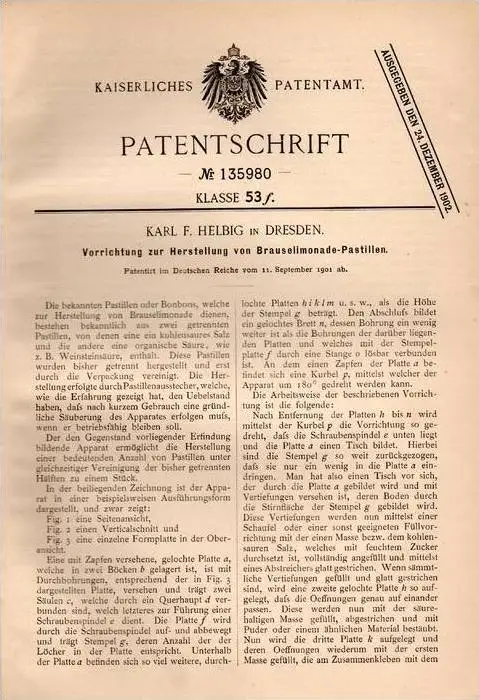 KAISERLICHES PATENTAMT.
AUSGEGEBEN DEN 24. DEZEMBER 1902.
PATENTSCHRIFT
— № 135980 —
KLASSE 53 f.
KARL F. HELBIG IN DRESDEN.
Vorrichtung zur Herstellung von Brauselimonade-Pastillen.
Patentirt im Deutschen Reiche vom 11. September 1901 ab.
Die bekannten Pastillen oder Bonbons, welche
zur Herstellung von Brauselimonade dienen,
bestehen bekanntlich aus zwei getrennten
Pastillen, von denen eine ein kohlensaures Salz
und die andere eine organische Säure, wie
z. B. Weinsteinsäure, enthält. Diese Pastillen
wurden bisher getrennt hergestellt und erst
durch die Verpackung vereinigt. Die Her-
stellung erfolgte durch Pastillenausstecher, welche,
wie die Erfahrung gezeigt hat, den Uebelstand
haben, daß nach kurzem Gebrauch eine gründ-
liche Säuberung des Apparates erfolgen muß,
wenn er betriebsfähig bleiben soll.
Der den Gegenstand vorliegender Erfindung
bildende Apparat ermöglicht die Herstellung
einer bedeutenden Anzahl von Pastillen unter
gleichzeitiger Vereinigung der bisher getrennten
Hälften zu einem Stück.
In der beiliegenden Zeichnung ist der Appa-
rat in einer beispielsweisen Ausführungsform
dargestellt, und zwar zeigt:
Fig. 1 eine Seitenansicht,
Fig. 2 einen Verticalschnitt und
Fig. 3 eine einzelne Formplatte in der Ober-
ansicht.
Eine mit Zapfen versehene, gelochte Platte a,
welche in zwei Böcken b gelagert ist, ist mit
Durchbohrungen, entsprechend der in Fig. 3
dargestellten Platte, versehen und trägt zwei
Säulen c, welche durch ein Querhaupt d ver-
bunden sind, welch letzteres zur Führung einer
Schraubenspindel e dient. Die Platte f wird
durch die Schraubenspindel auf- und abbewegt
und trägt Stempel g, deren Anzahl der der
Löcher in der Platte entspricht. Unterhalb
der Platte a befinden sich so viel weitere, durch-
lochte Platten h i k l m u. s. w., als die Höhe
der Stempel g beträgt. Den Abschluß bildet
ein gelochtes Brett n, dessen Bohrung ein wenig
weiter ist als die Bohrungen der darüber liegen-
den Platten und welches mit der Stempel-
platte f durch eine Stange o lösbar verbunden
ist. An dem einen Zapfen der Platte a be-
findet sich eine Kurbel p, mittelst welcher der
Apparat um 180° gedreht werden kann.
Die Arbeitsweise der beschriebenen Vorrich-
tung ist die folgende:
Nach Entfernung der Platten h bis n wird
mittelst der Kurbel p die Vorrichtung so ge-
dreht, daß die Schraubenspindel e unten liegt
und die Platte a einen Tisch bildet. Hierbei
sind die Stempel g so weit zurückgezogen,
daß sie nur ein wenig in die Platte a ein-
dringen. Man hat also einen Tisch vor sich,
der durch die Platte a gebildet wird und mit
Vertiefungen versehen ist, deren Boden durch
die Stirnfläche der Stempel g gebildet wird.
Diese Vertiefungen werden nun mittelst einer
Schaufel oder einer sonst geeigneten Füllvor-
richtung mit der einen Masse bezw. dem kohlen-
sauren Salz, welches mit feuchtem Zucker
durchsetzt ist, vollständig angefüllt und mittelst
eines Abstreichers glatt gestrichen. Wenn sämmt-
liche Vertiefungen gefüllt und glatt gestrichen
sind, wird eine zweite gelochte Platte h so auf-
gelegt, daß die Oeffnungen genau auf einander
passen. Diese werden nun mit der säure-
haltigen Masse gefüllt, abgestrichen und mit
Puder oder einem ähnlichen Material bestäubt.
Nun wird die dritte Platte k aufgelegt und
deren Oeffnungen wiederum mit der ersten
Masse gefüllt, die am Zusammenkleben mit dem